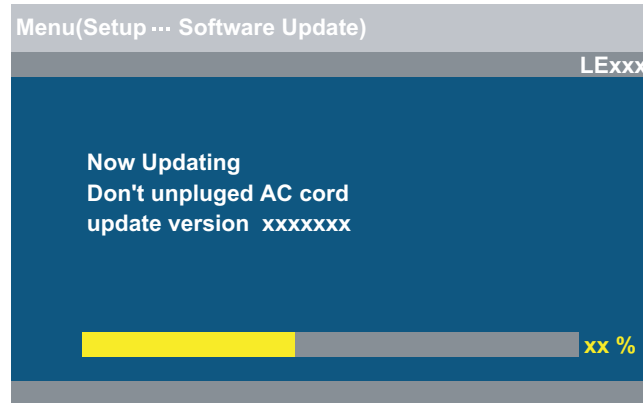 Menu(Setup ··· Software Update)
LExxx
Now Updating
Don't unpluged AC cord
update version xxxxxxx
xx %